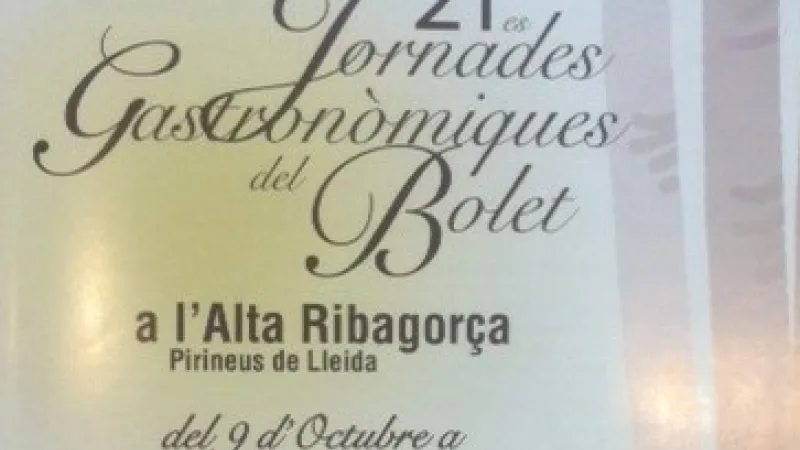 21es
Jornades
Gastronòmiques
del
Bolet
a l'Alta Ribagorça
Pirineus de Lleida
del 9 d'Octubre a